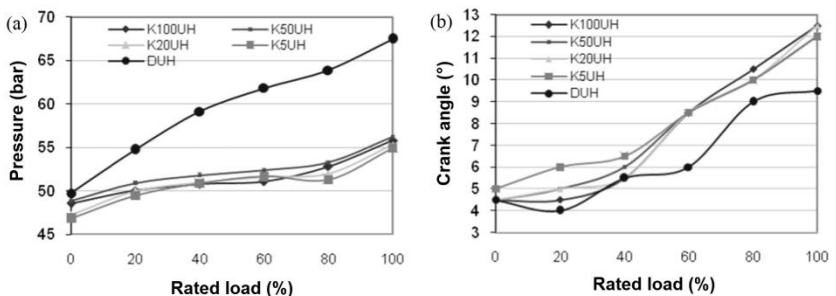 (a)
70
65
60
55
50
45
Pressure (bar)
K100UH K50UH
K20UH K5UH
DUH
0 20 40 60 80 100
Rated load (%)
(b)
13
12
11
10
9
8
7
6
5
4
3
Crank angle (°)
K100UH
K50UH
K20UH
K5UH
DUH
0 20 40 60 80 100
Rated load (%)